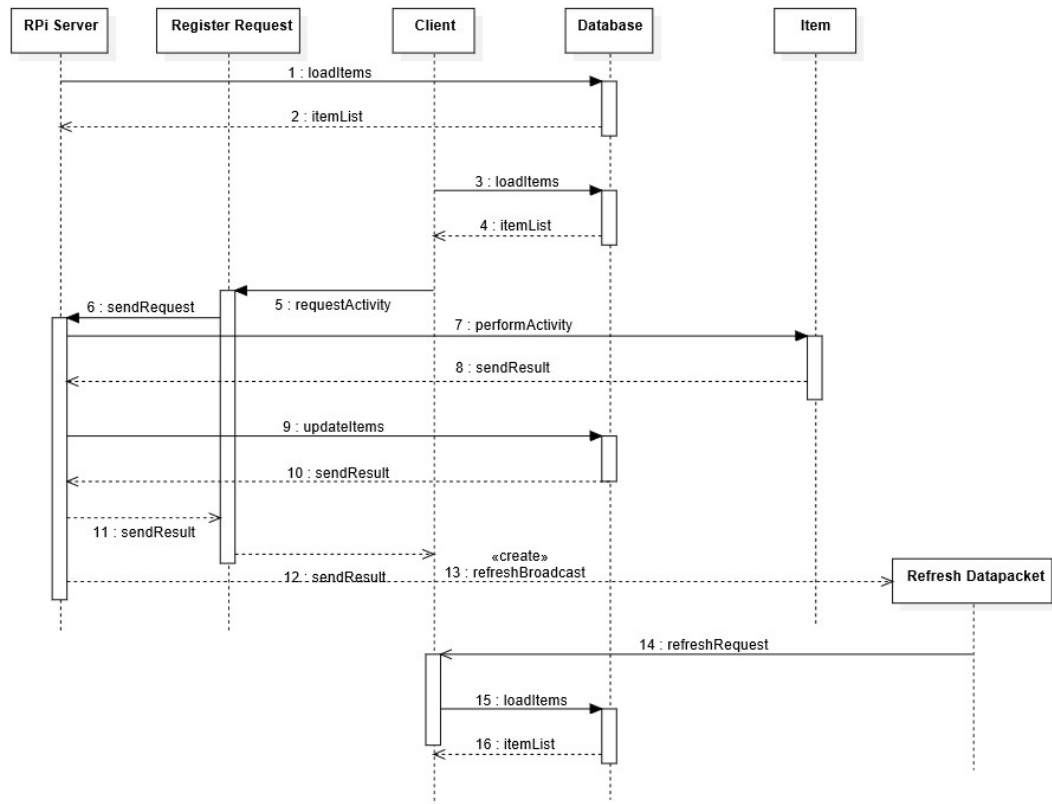 RPi Server
Register Request
Client
Database
Item
1 : loadItems
2 : itemList
3 : loadItems
4 : itemList
5 : requestActivity
6 : sendRequest
7 : performActivity
8 : sendResult
9 : updateItems
10 : sendResult
11 : sendResult
«create»
12 : sendResult
13 : refreshBroadcast
Refresh Datapacket
14 : refreshRequest
15 : loadItems
16 : itemList